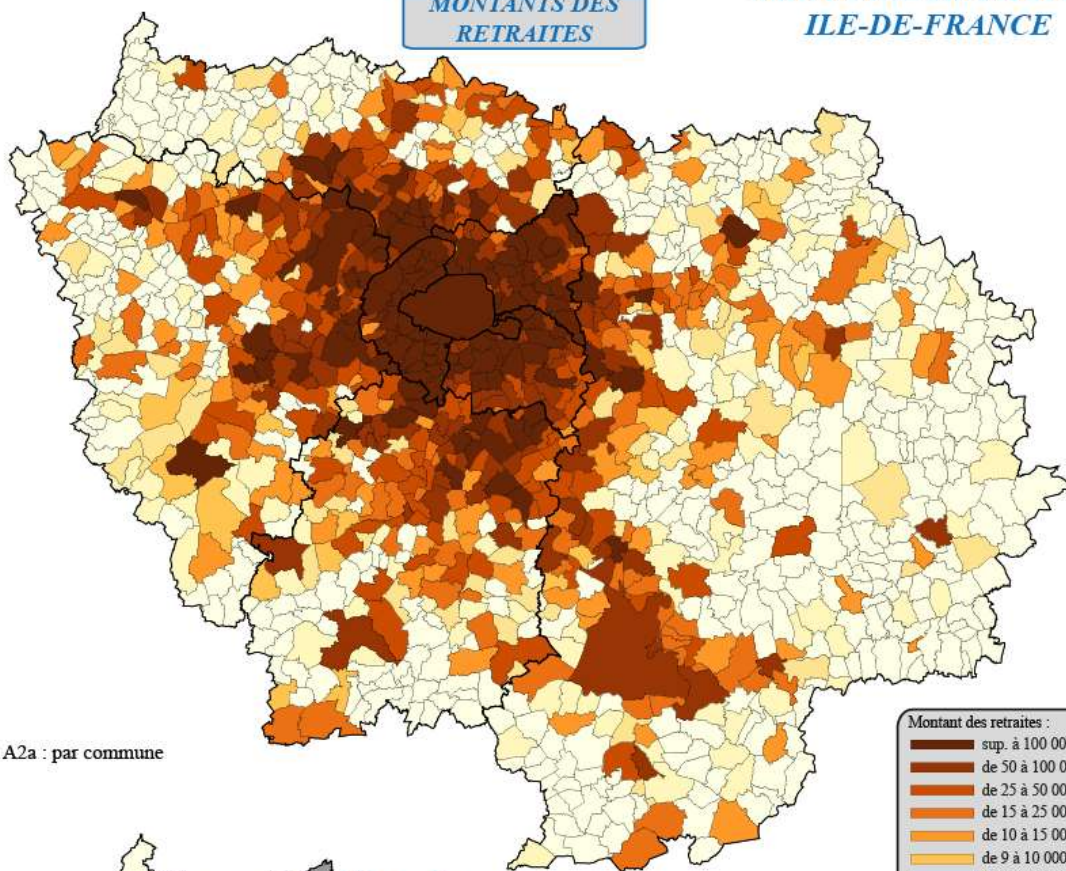 MONTANTS DES
RETRAITES
ILE-DE-FRANCE
A2a : par commune
Montant des retraites :
sup. à 100 00
de 50 à 100 0
de 25 à 50 00
de 15 à 25 00
de 10 à 15 00
de 9 à 10 000